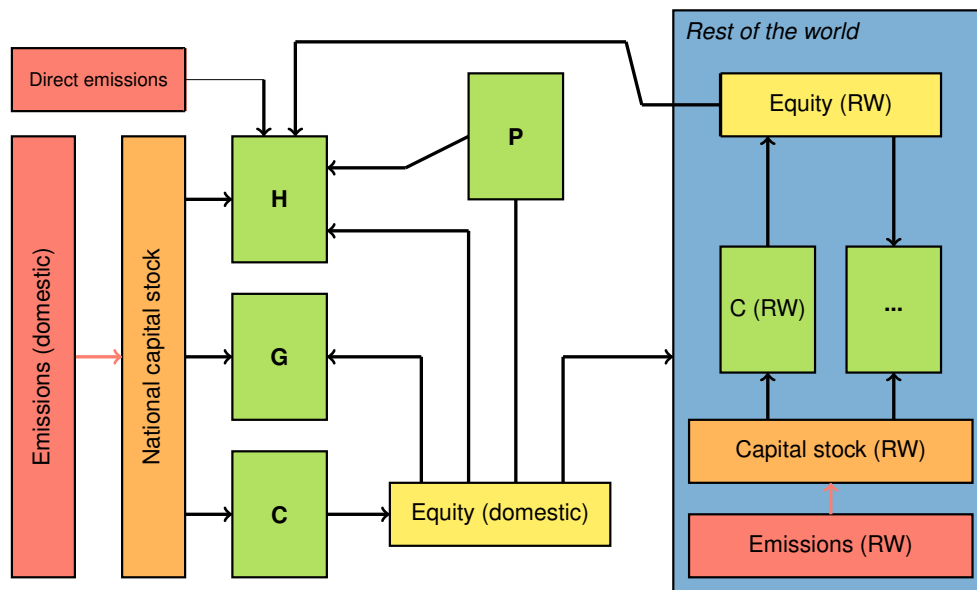 Rest of the world
Direct emissions
Equity (RW)
P
H
Emissions (domestic)
National capital stock
G
C (RW)
...
C
Equity (domestic)
Capital stock (RW)
Emissions (RW)